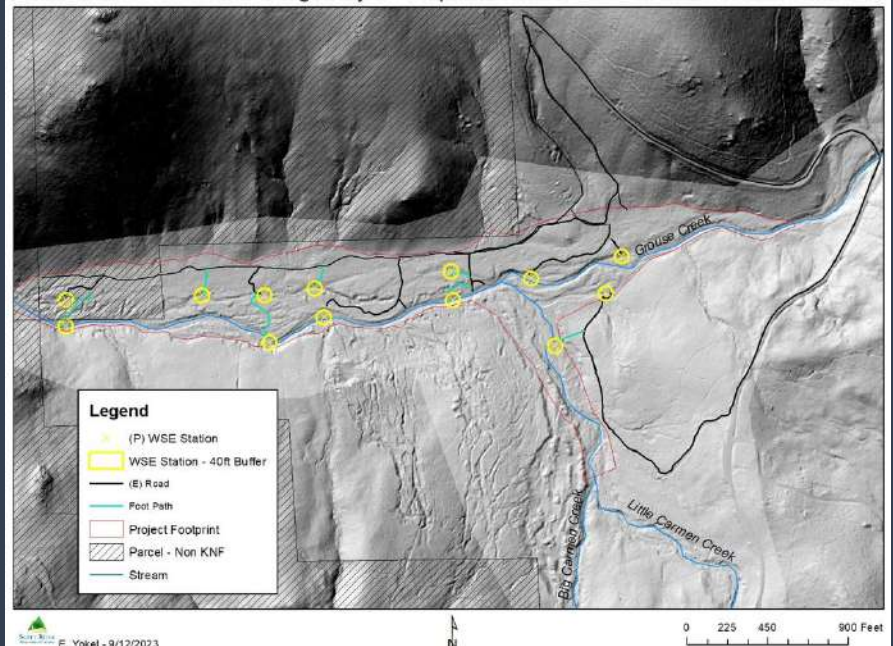 Grouse Creek
Big Carmen Creek
Little Carmen Creek
Legend
(P) WSE Station
WSE Station - 40ft Buffer
(E) Road
Foot Path
Project Footprint
Parcel - Non KNF
Stream
E. Yokel - 9/12/2023
N
0 225 450 900 Feet